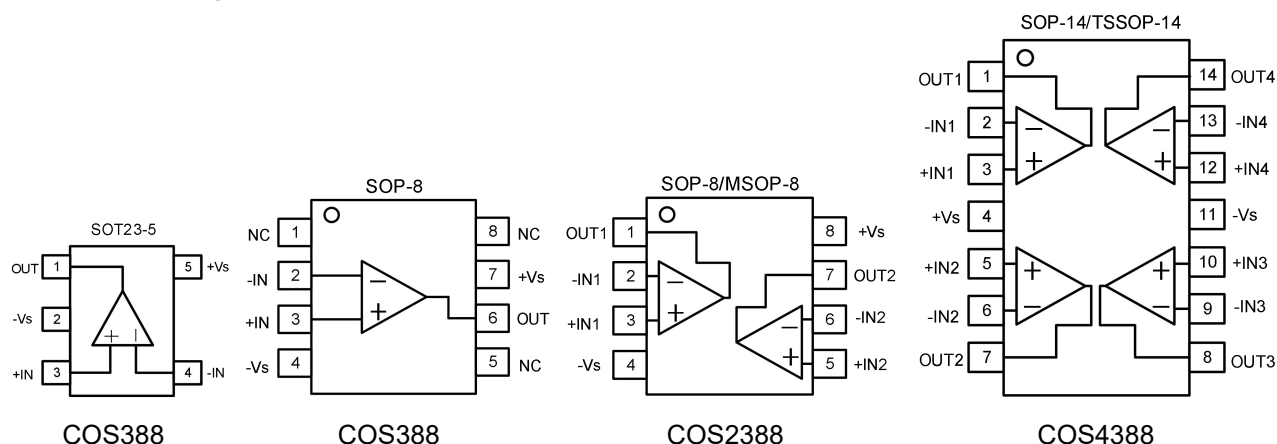 SOT23-5
OUT 1 5 +Vs
-Vs 2
+IN 3 4 -IN
+ −
COS388
SOP-8
NC 1 8 NC
-IN 2 − 7 +Vs
+IN 3 + 6 OUT
-Vs 4 5 NC
COS388
SOP-8/MSOP-8
OUT1 1 8 +Vs
-IN1 2 − 7 OUT2
+IN1 3 + − 6 -IN2
-Vs 4 + 5 +IN2
COS2388
SOP-14/TSSOP-14
OUT1 1 14 OUT4
-IN1 2 − − 13 -IN4
+IN1 3 + + 12 +IN4
+Vs 4 11 -Vs
+IN2 5 + + 10 +IN3
-IN2 6 − − 9 -IN3
OUT2 7 8 OUT3
COS4388